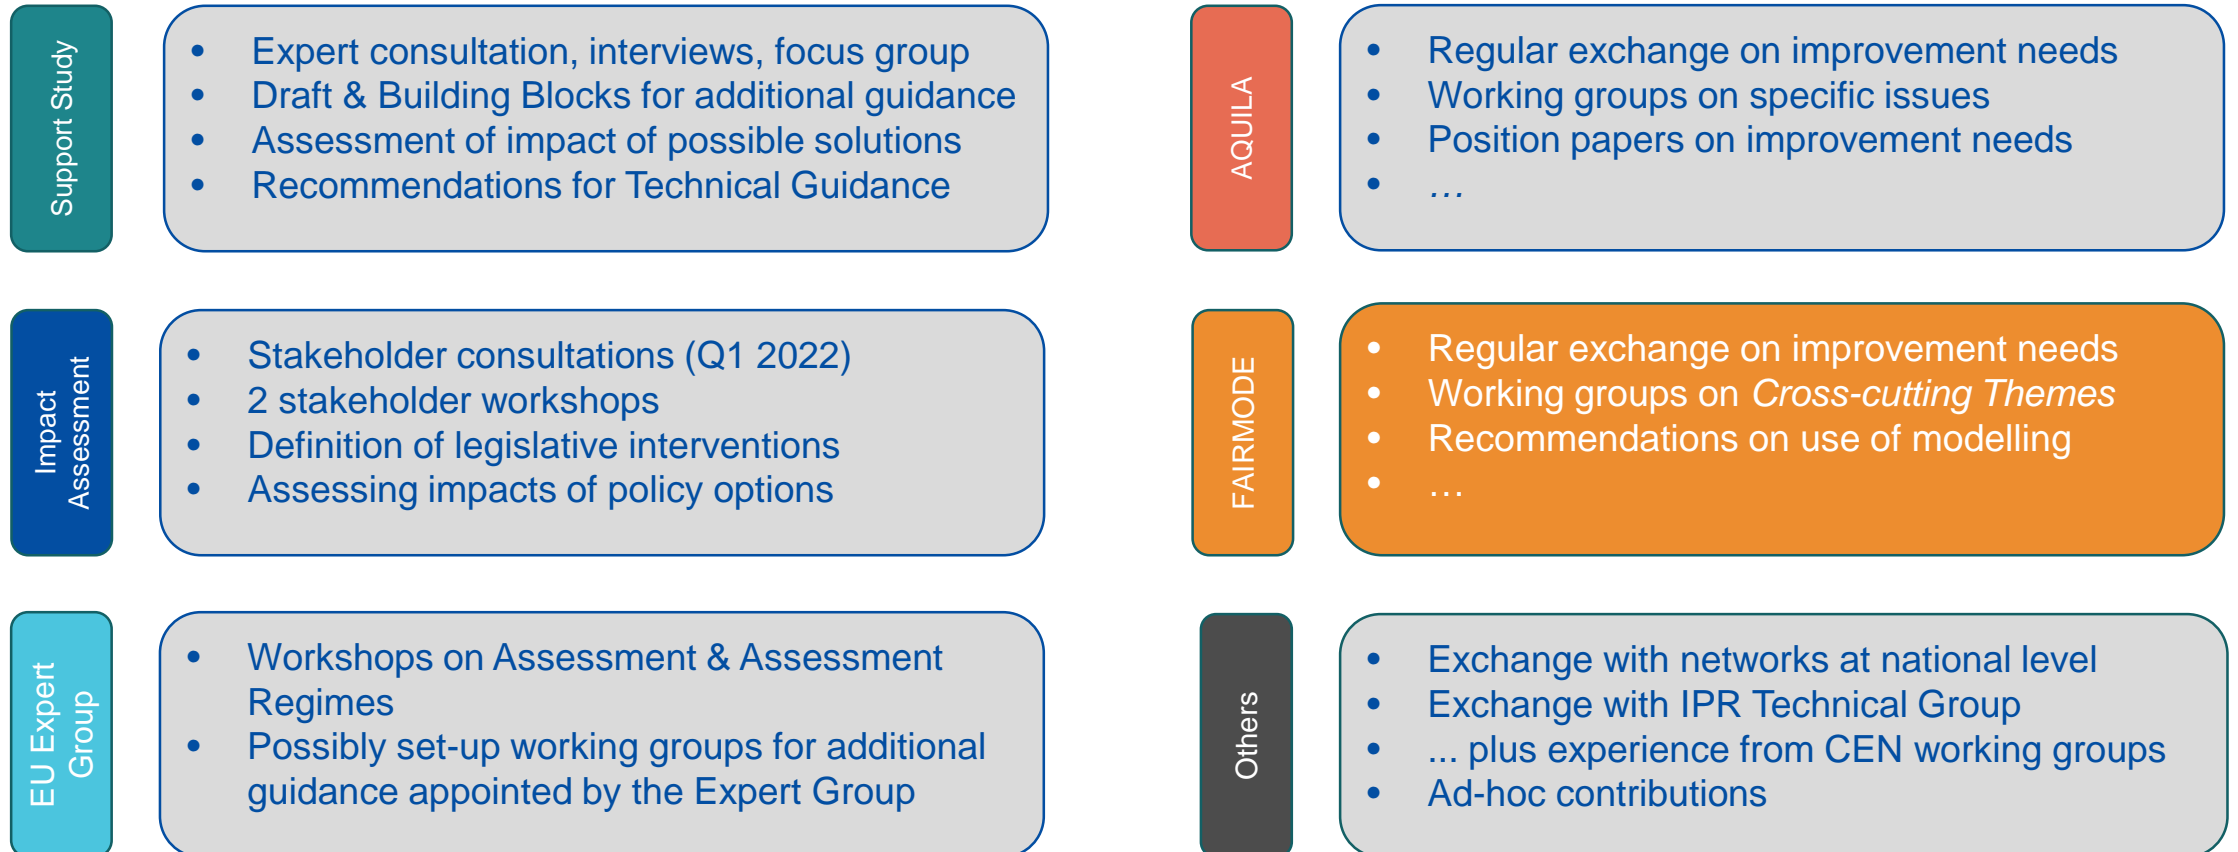 Support Study
• Expert consultation, interviews, focus group
• Draft & Building Blocks for additional guidance
• Assessment of impact of possible solutions
• Recommendations for Technical Guidance
AQUILA
• Regular exchange on improvement needs
• Working groups on specific issues
• Position papers on improvement needs
• …
Impact
Assessment
• Stakeholder consultations (Q1 2022)
• 2 stakeholder workshops
• Definition of legislative interventions
• Assessing impacts of policy options
FAIRMODE
• Regular exchange on improvement needs
• Working groups on Cross-cutting Themes
• Recommendations on use of modelling
• …
EU Expert
Group
• Workshops on Assessment & Assessment
Regimes
• Possibly set-up working groups for additional
guidance appointed by the Expert Group
Others
• Exchange with networks at national level
• Exchange with IPR Technical Group
• ... plus experience from CEN working groups
• Ad-hoc contributions